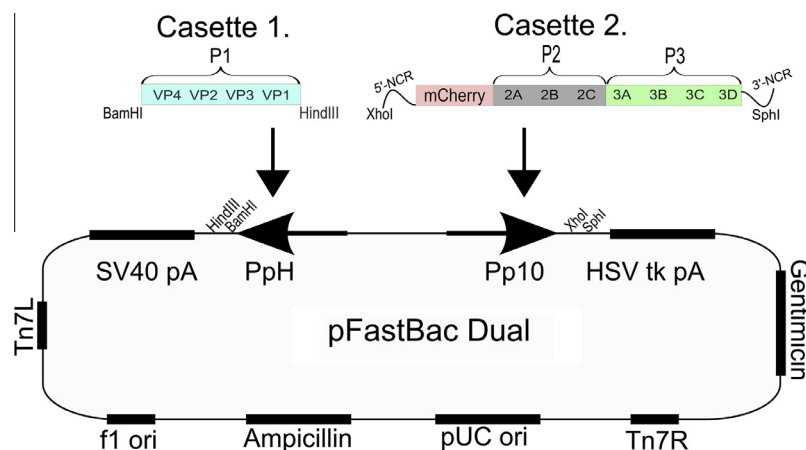 Casette 1.
Casette 2.
P1
P2
P3
VP4 VP2 VP3 VP1
BamHI
HindIII
5'-NCR
XhoI
mCherry
2A 2B 2C
3A 3B 3C 3D
3'-NCR
SphI
HindIII
BamHI
XhoI
SphI
SV40 pA
PpH
Pp10
HSV tk pA
Tn7L
pFastBac Dual
Gentimicin
f1 ori
Ampicillin
pUC ori
Tn7R